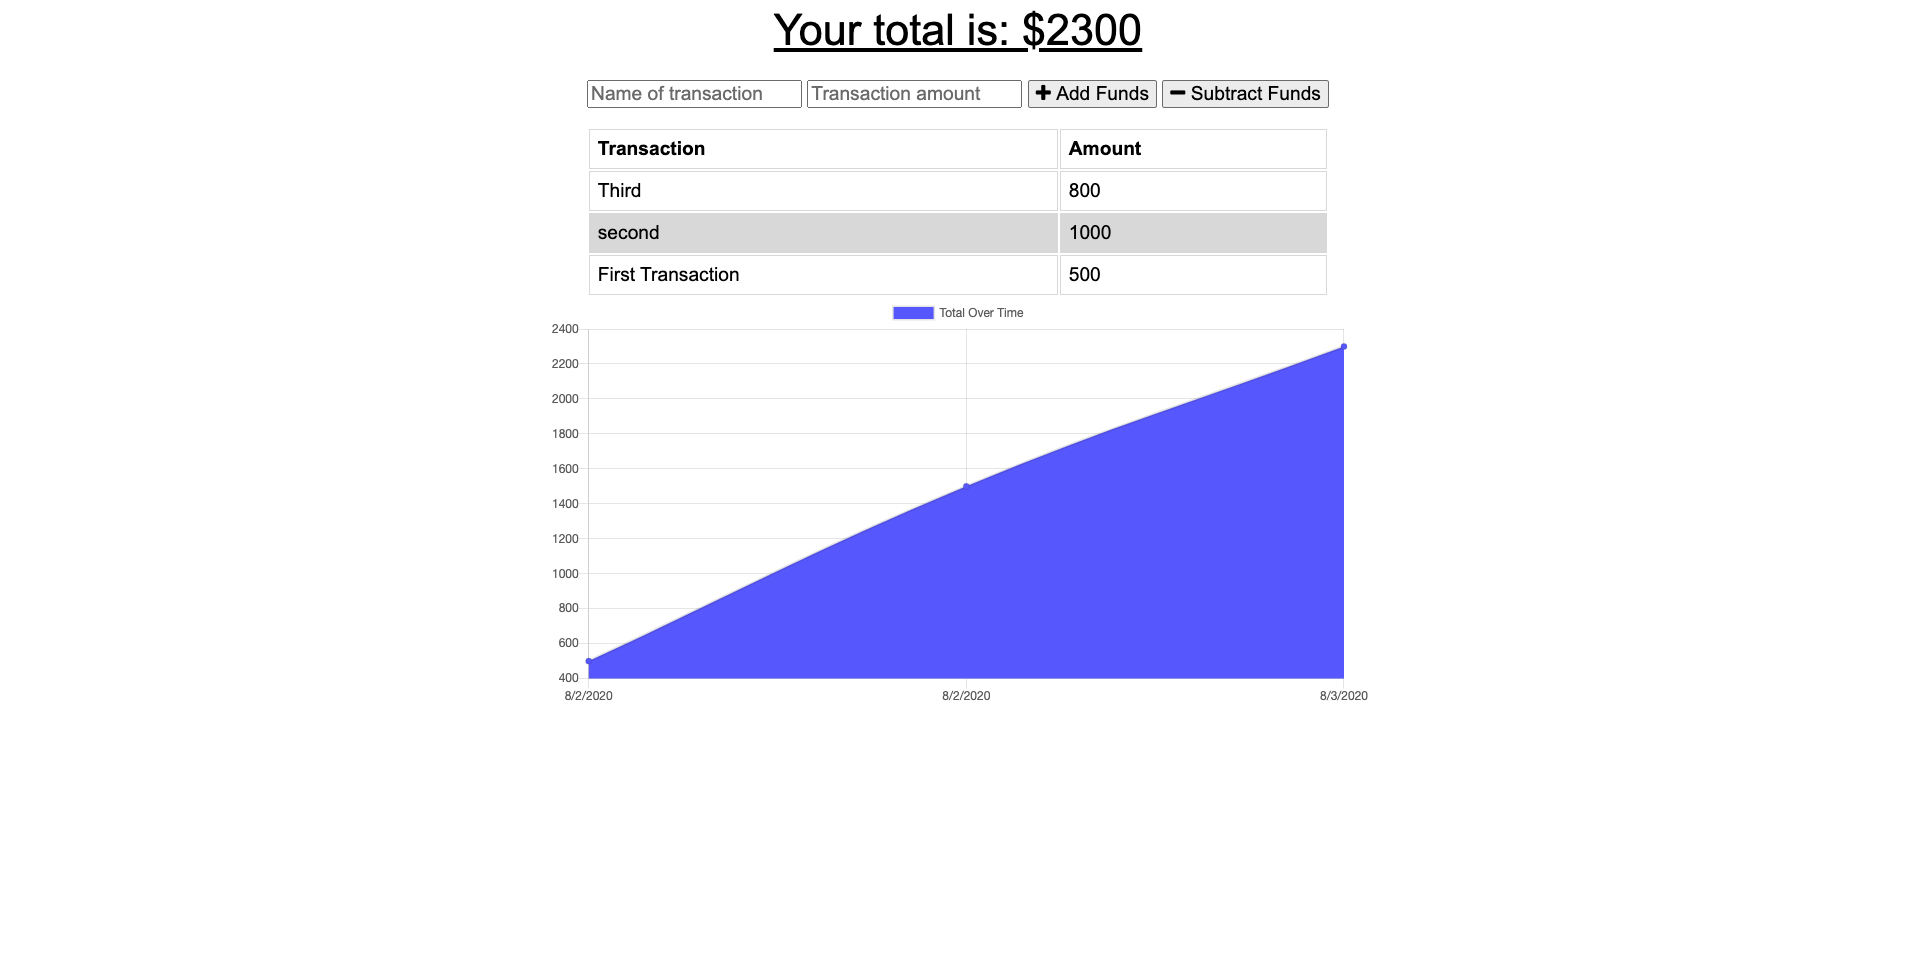 Your total is: $2300
Name of transaction Transaction amount Add Funds Subtract Funds
Transaction Amount
Third 800
second 1000
First Transaction 500
Total Over Time
2400
2200
2000
1800
1600
1400
1200
1000
800
600
400
8/2/2020 8/2/2020 8/3/2020